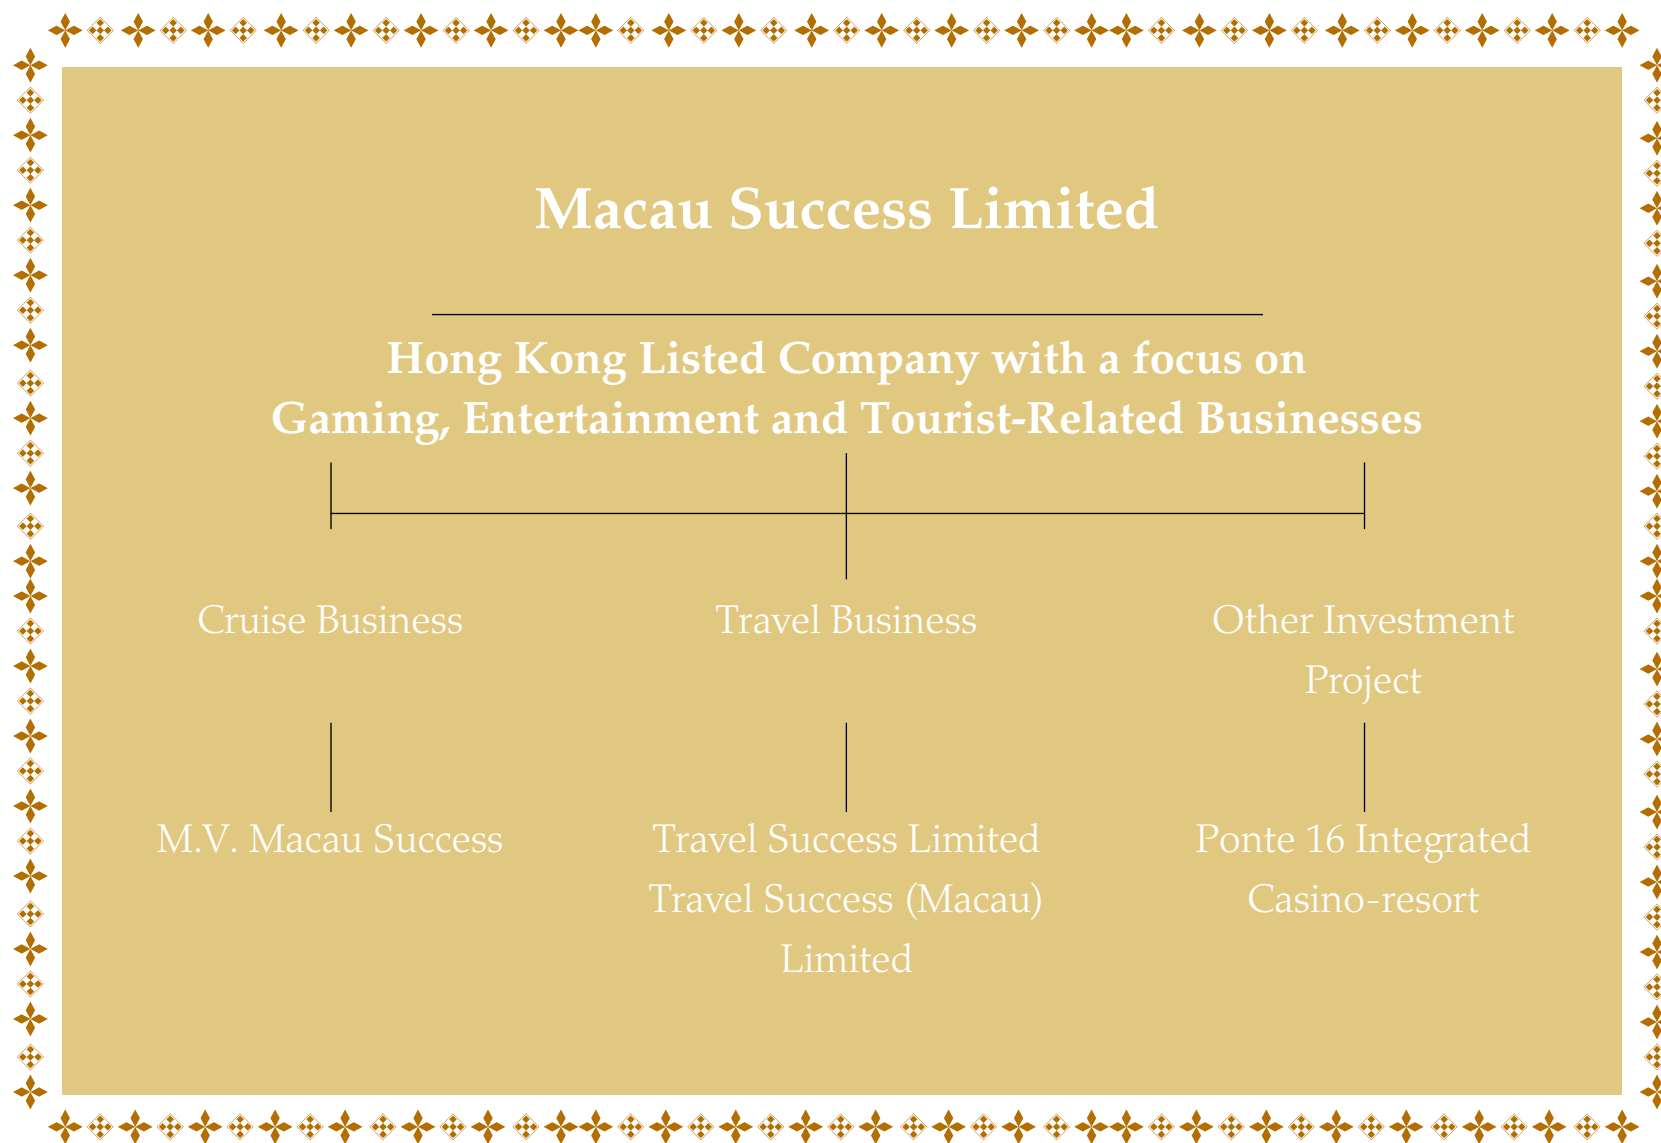 Macau Success Limited
Hong Kong Listed Company with a focus on
Gaming, Entertainment and Tourist-Related Businesses
Cruise Business
Travel Business
Other Investment
Project
M.V. Macau Success
Travel Success Limited
Travel Success (Macau)
Limited
Ponte 16 Integrated
Casino-resort